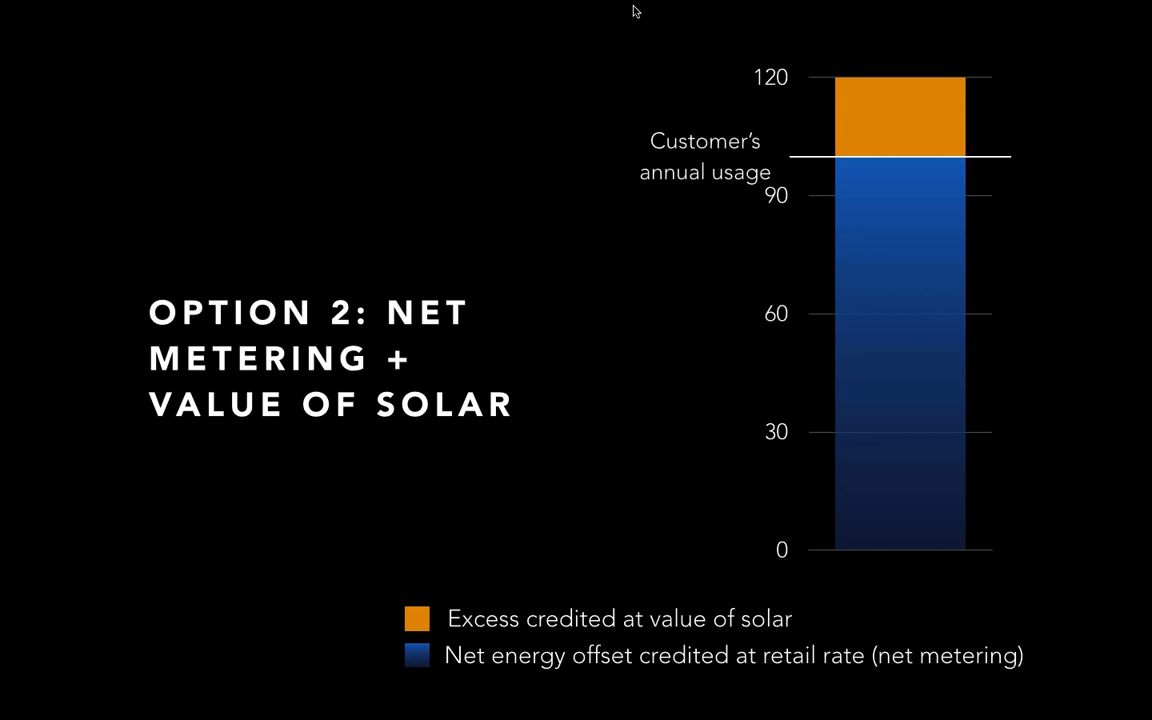 OPTION 2: NET
METERING +
VALUE OF SOLAR
120
Customer's
annual usage
90
60
30
0
Excess credited at value of solar
Net energy offset credited at retail rate (net metering)